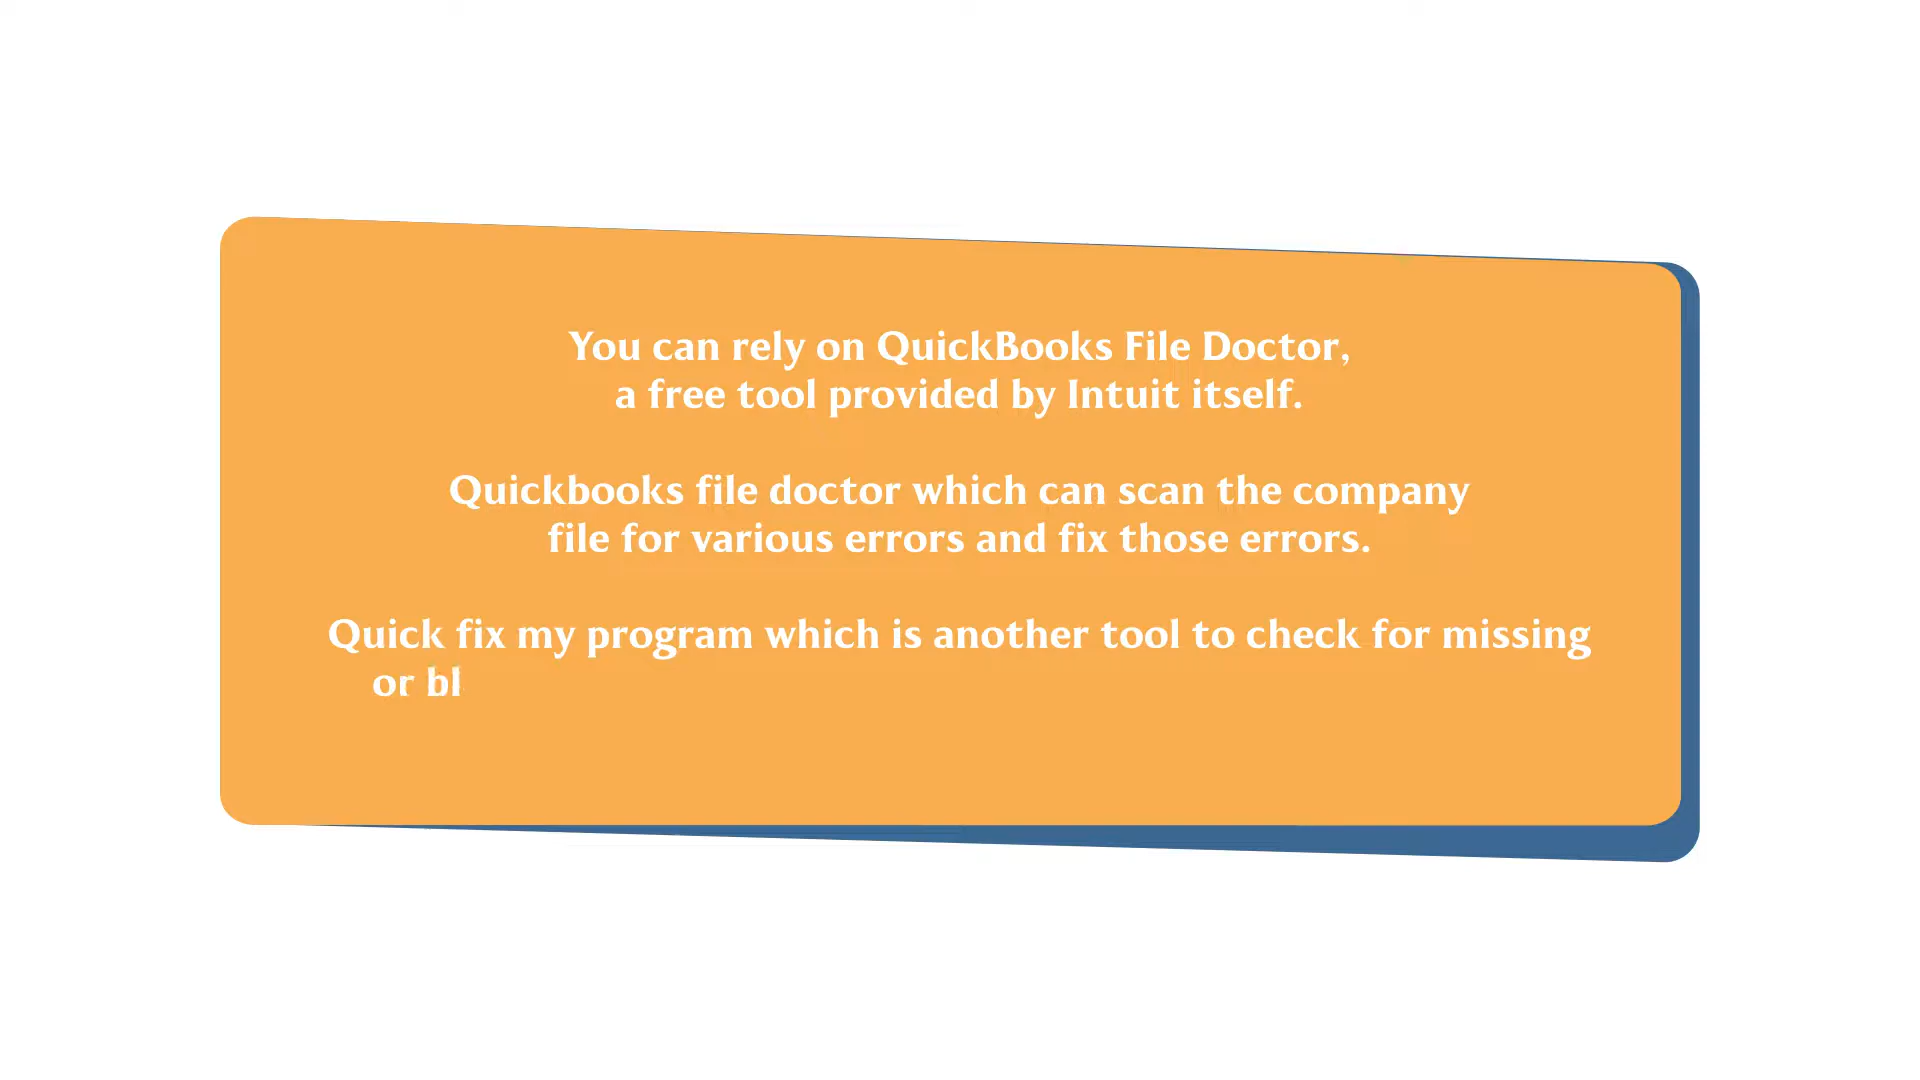 You can rely on QuickBooks File Doctor,
a free tool provided by Intuit itself.
Quickbooks file doctor which can scan the company
file for various errors and fix those errors.
Quick fix my program which is another tool to check for missing
or bl